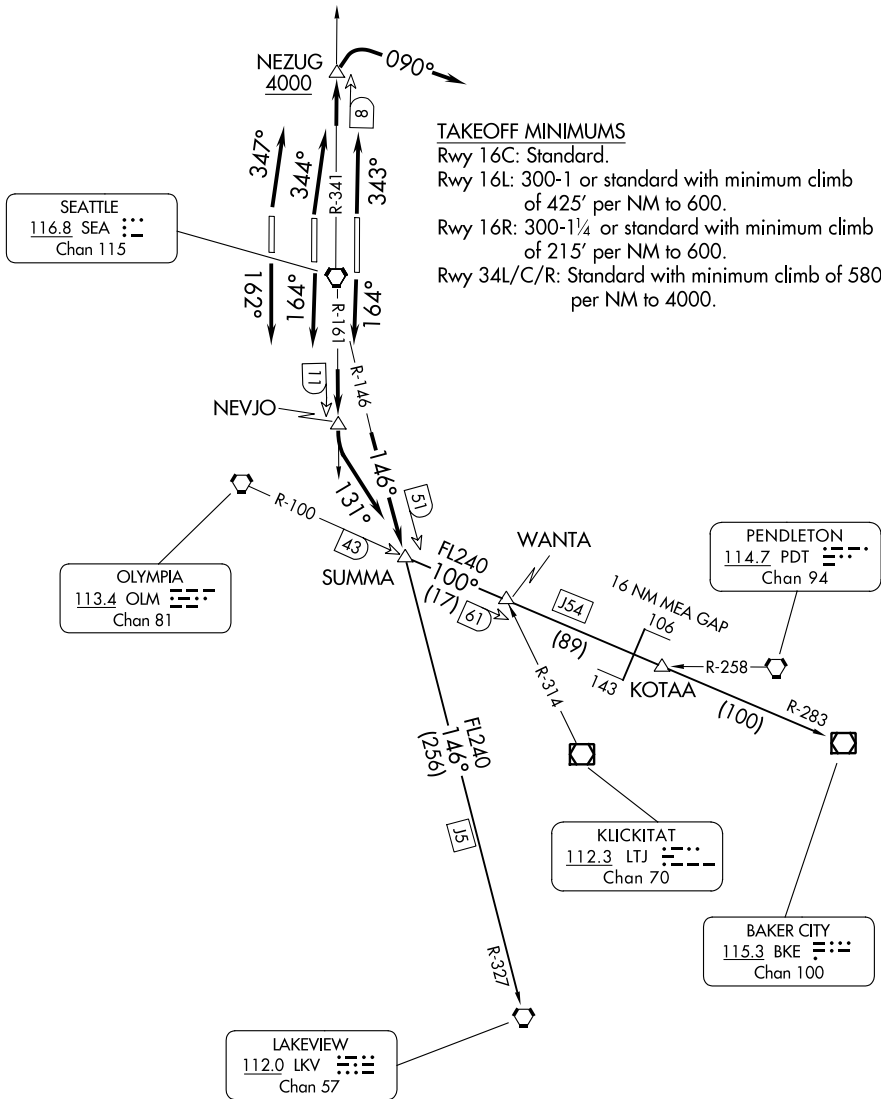 NEZUG
4000
090°
8
347°
344°
343°
R-341
TAKEOFF MINIMUMS
Rwy 16C: Standard.
Rwy 16L: 300-1 or standard with minimum climb
of 425' per NM to 600.
Rwy 16R: 300-1¼ or standard with minimum climb
of 215' per NM to 600.
Rwy 34L/C/R: Standard with minimum climb of 580
per NM to 4000.
SEATTLE
116.8 SEA
Chan 115
162°
164°
164°
R-161
11
R-146
NEVJO
146°
131°
51
R-100
43
OLYMPIA
113.4 OLM
Chan 81
SUMMA
FL240
100°
(17)
61
WANTA
J54
(89)
16 NM MEA GAP
106
143
KOTAA
R-258
PENDLETON
114.7 PDT
Chan 94
R-314
(100)
R-283
FL240
146°
(256)
J5
KLICKITAT
112.3 LTJ
Chan 70
BAKER CITY
115.3 BKE
Chan 100
R-327
LAKEVIEW
112.0 LKV
Chan 57